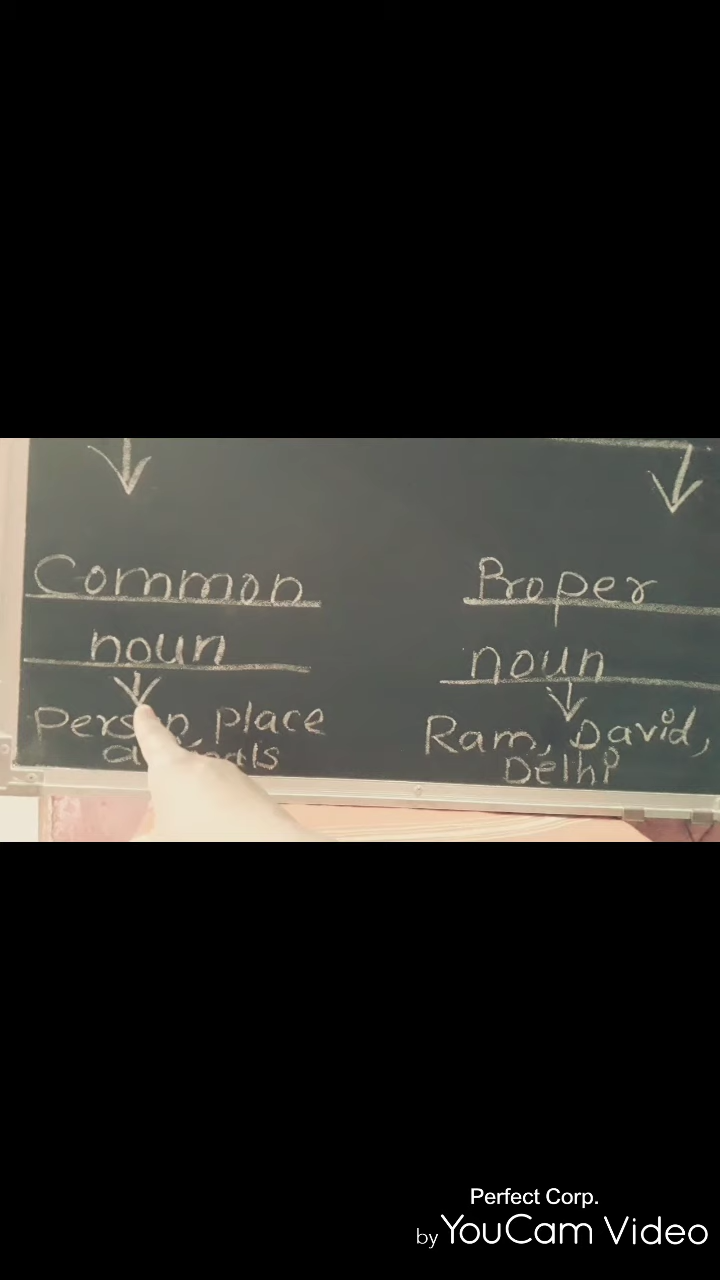 Common
noun
Person, place
Proper
noun
Ram, David,
Delhi
Perfect Corp.
by YouCam Video